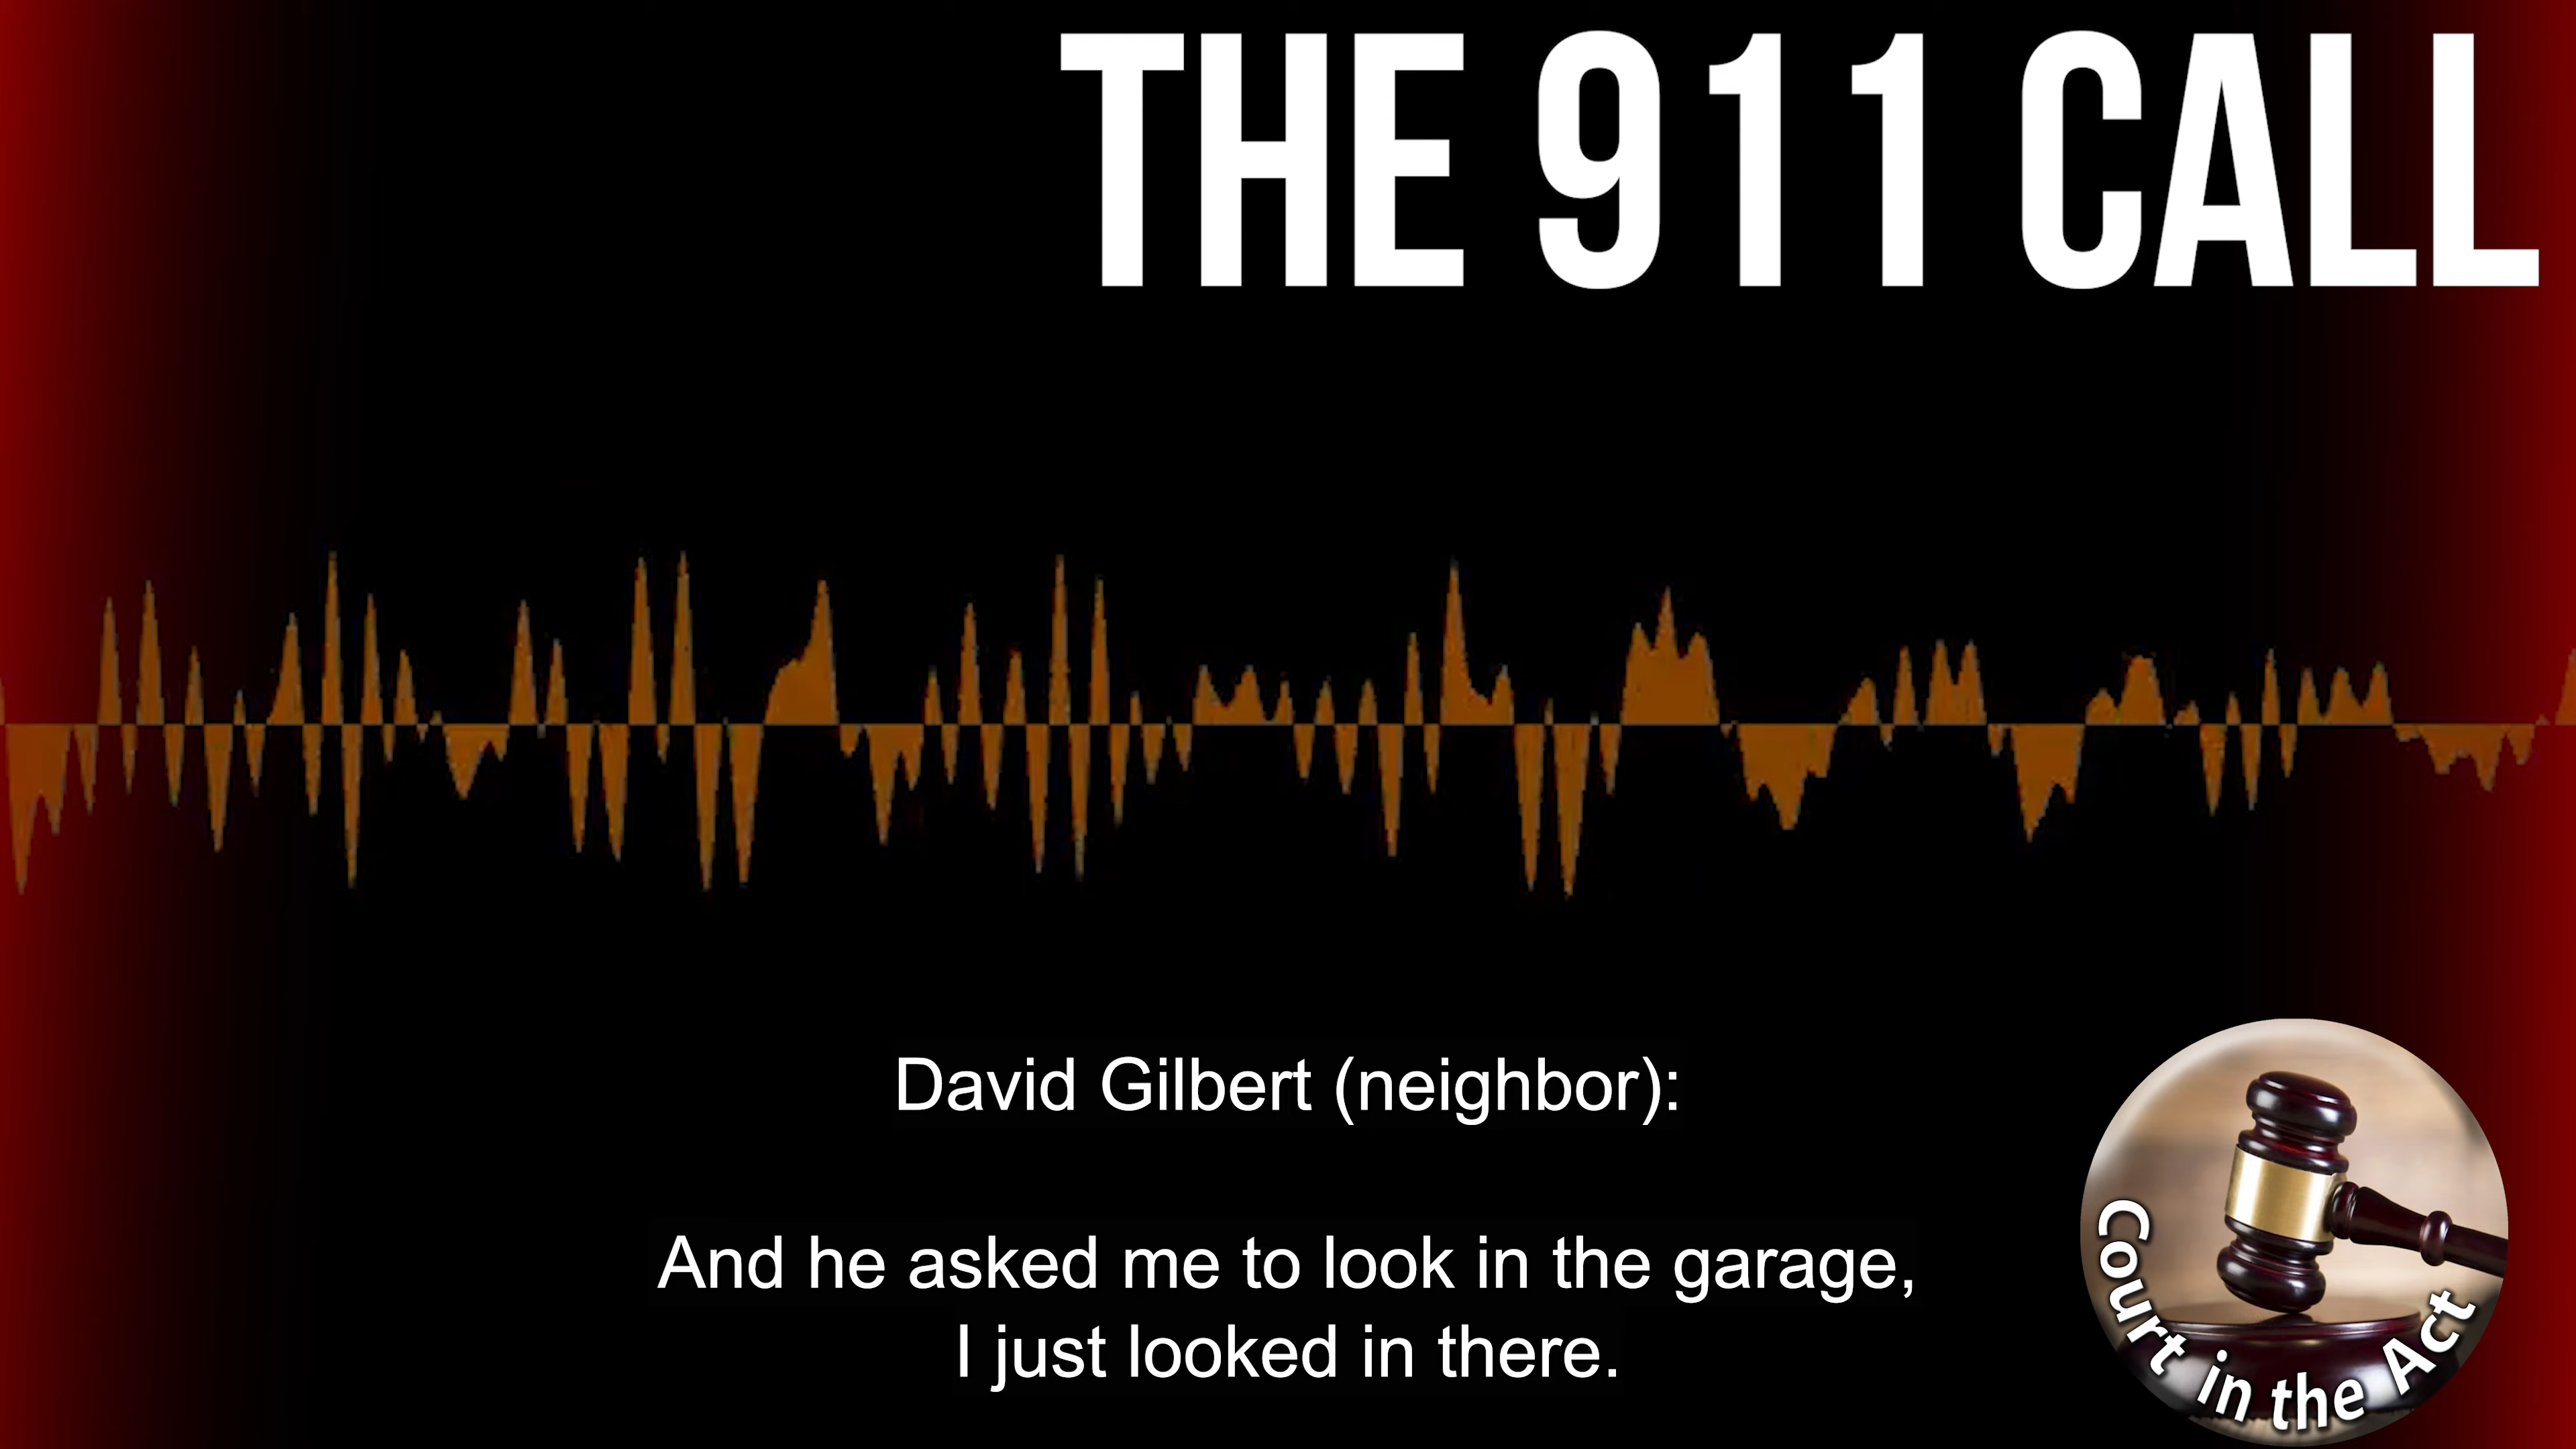 THE 911 CALL
David Gilbert (neighbor):
And he asked me to look in the garage,
I just looked in there.
Court in the Act